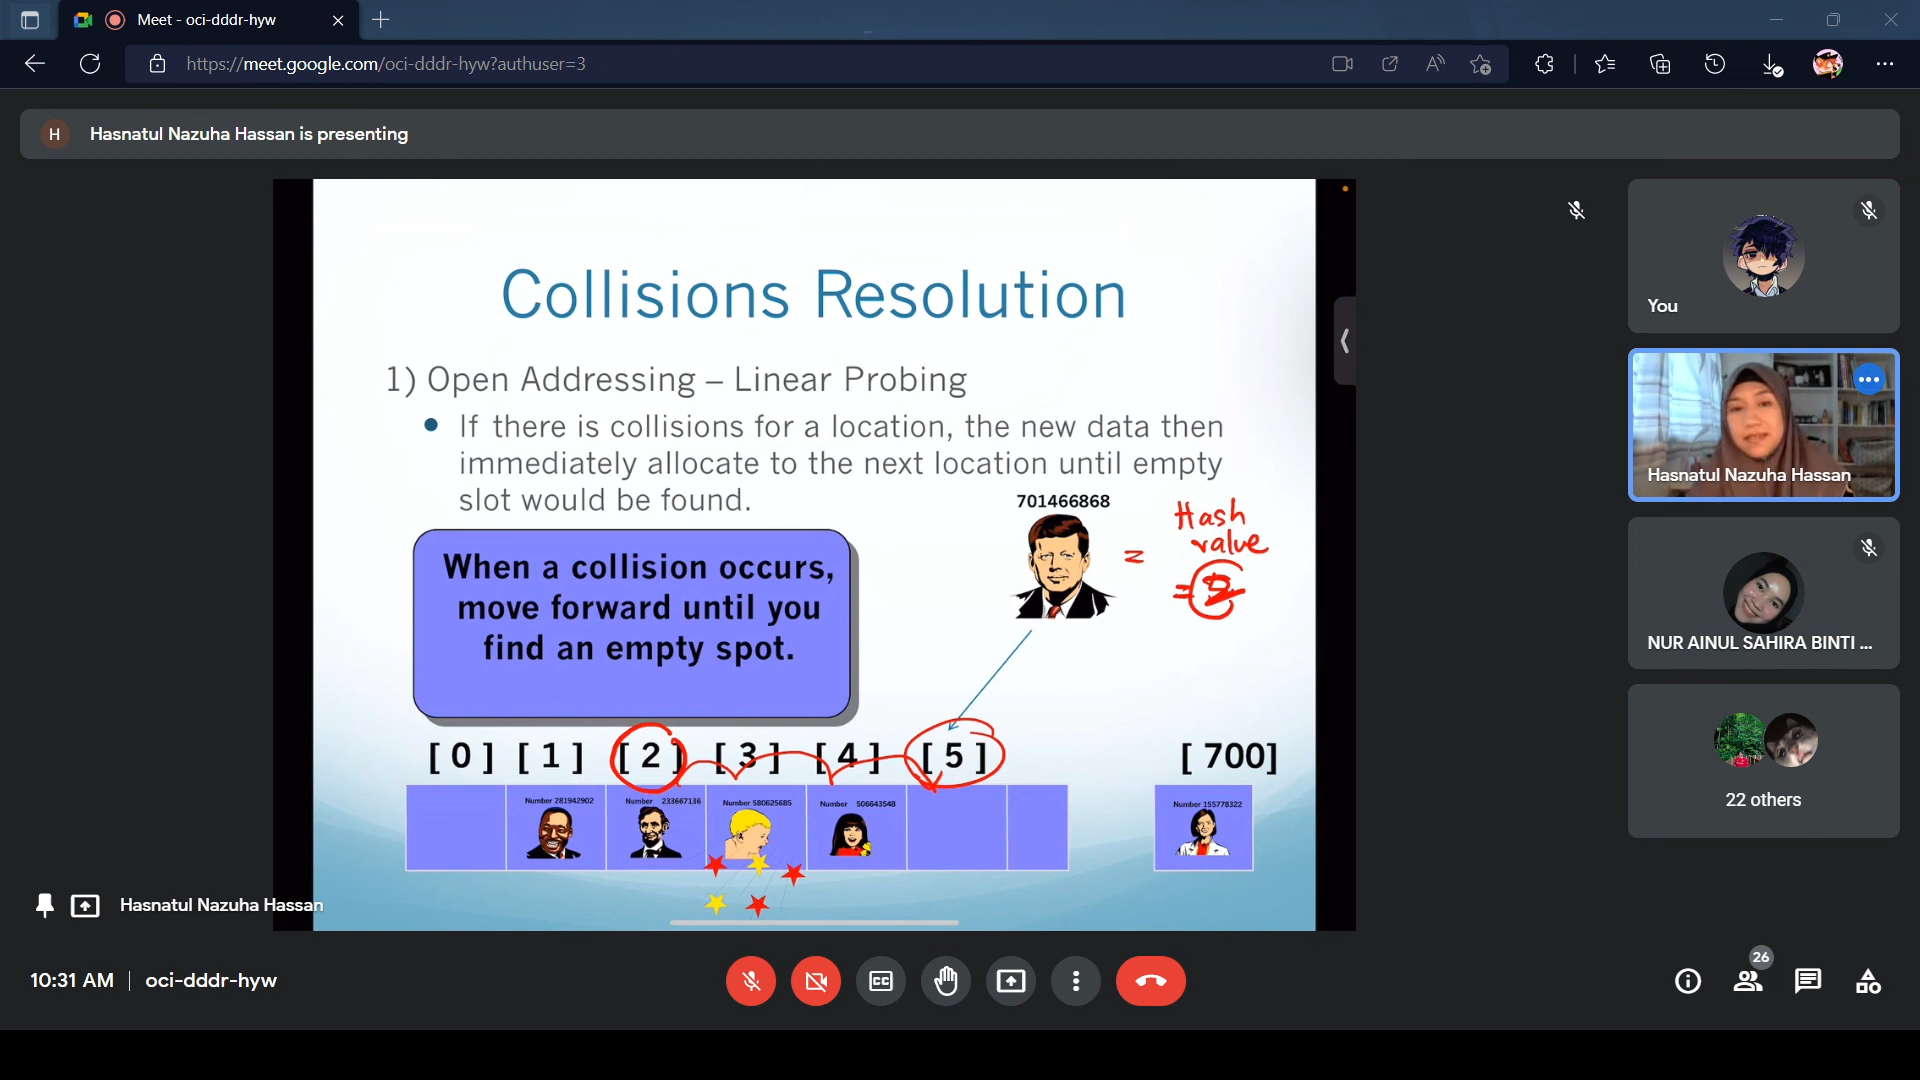 Meet - oci-dddr-hyw
https://meet.google.com/oci-dddr-hyw?authuser=3
H Hasnatul Nazuha Hassan is presenting
Collisions Resolution
1) Open Addressing – Linear Probing
If there is collisions for a location, the new data then
immediately allocate to the next location until empty
slot would be found.
701466868
= Hash
value
=
When a collision occurs,
move forward until you
find an empty spot.
[ 0 ] [ 1 ] [ 2 ] [ 3 ] [ 4 ] [ 5 ] [ 700]
Number 281942902 Number 233667136 Number 580625685 Number 506643548 Number 155778322
You
Hasnatul Nazuha Hassan
NUR AINUL SAHIRA BINTI ...
22 others
Hasnatul Nazuha Hassan
10:31 AM | oci-dddr-hyw
CC
26